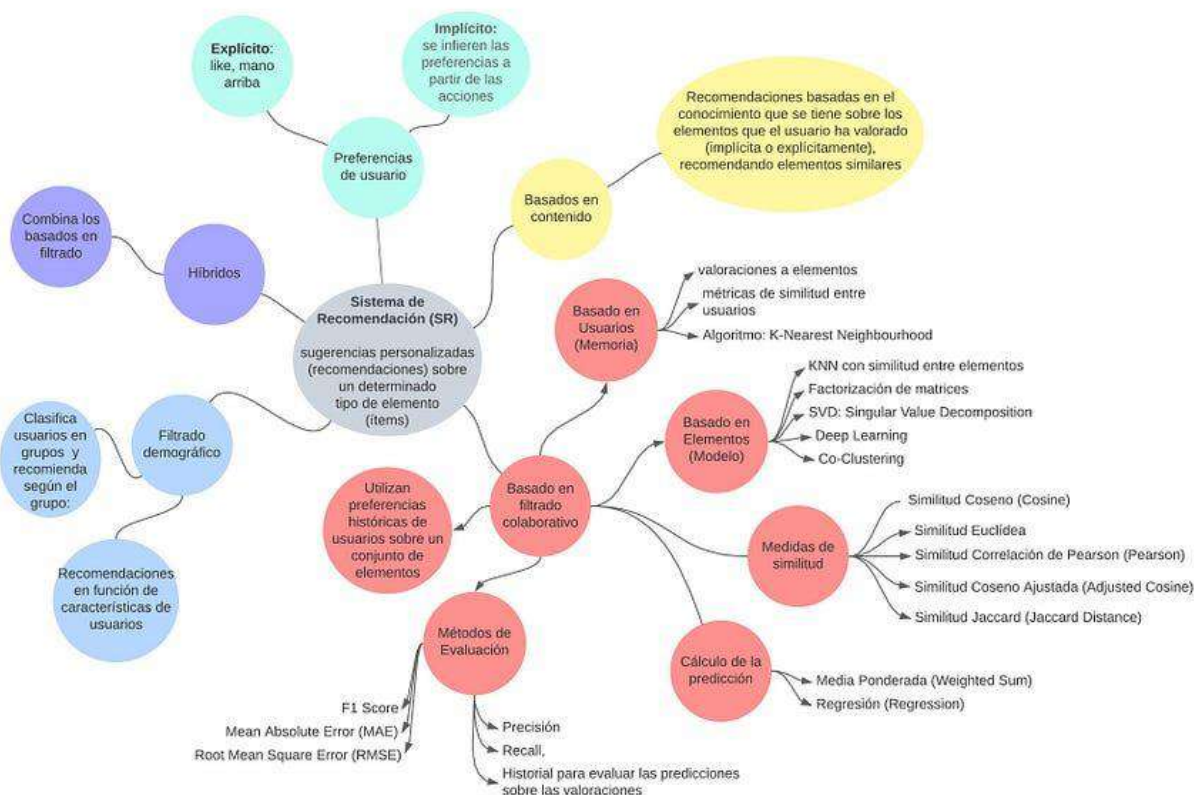 Explícito:
like, mano
arriba
Implícito:
se infieren las
preferencias a
partir de las
acciones
Preferencias
de usuario
Recomendaciones basadas en el
conocimiento que se tiene sobre los
elementos que el usuario ha valorado
(implícita o explícitamente),
recomendando elementos similares
Basados en
contenido
Combina los
basados en
filtrado
Híbridos
Sistema de
Recomendación (SR)
sugerencias personalizadas
(recomendaciones) sobre
un determinado
tipo de elemento
(ítems)
Basado en
Usuarios
(Memoria)
valoraciones a elementos
métricas de similitud entre
usuarios
Algoritmo: K-Nearest Neighbourhood
Basado en
Elementos
(Modelo)
KNN con similitud entre elementos
Factorización de matrices
SVD: Singular Value Decomposition
Deep Learning
Co-Clustering
Clasifica
usuarios en
grupos y
recomienda
según el
grupo:
Filtrado
demográfico
Recomendaciones
en función de
características de
usuarios
Utilizan
preferencias
históricas de
usuarios sobre un
conjunto de
elementos
Basado en
filtrado
colaborativo
Medidas de
similitud
Similitud Coseno (Cosine)
Similitud Euclídea
Similitud Correlación de Pearson (Pearson)
Similitud Coseno Ajustada (Adjusted Cosine)
Similitud Jaccard (Jaccard Distance)
Métodos de
Evaluación
F1 Score
Mean Absolute Error (MAE)
Root Mean Square Error (RMSE)
Precisión
Recall,
Historial para evaluar las predicciones
sobre las valoraciones
Cálculo de la
predicción
Media Ponderada (Weighted Sum)
Regresión (Regression)